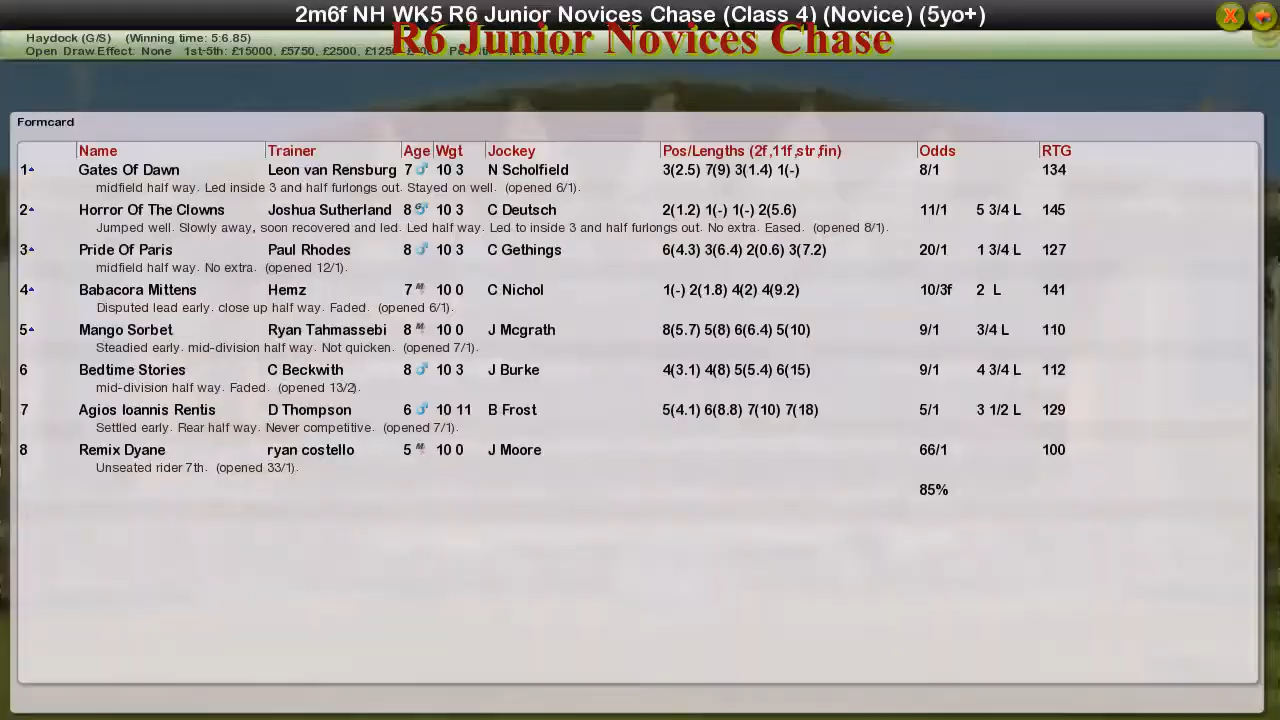 2m6f NH WK5 R6 Junior Novices Chase (Class 4) (Novice) (5yo+)
R6 Junior Novices Chase
Haydock (G/S) (Winning time: 5:6.85)
Open Draw Effect: None 1st-5th: £15000, £5750, £2500,
Formcard
Name Trainer Age Wgt Jockey Pos/Lengths (2f,11f,str,fin) Odds RTG
1 Gates Of Dawn Leon van Rensburg 7 10 3 N Scholfield 3(2.5) 7(9) 3(1.4) 1(-) 8/1 134
midfield half way. Led inside 3 and half furlongs out. Stayed on well. (opened 6/1).
2 Horror Of The Clowns Joshua Sutherland 8 10 3 C Deutsch 2(1.2) 1(-) 1(-) 2(5.6) 11/1 5 3/4 L 145
Jumped well. Slowly away, soon recovered and led. Led half way. Led to inside 3 and half furlongs out. No extra. Eased. (opened 8/1).
3 Pride Of Paris Paul Rhodes 8 10 3 C Gethings 6(4.3) 3(6.4) 2(0.6) 3(7.2) 20/1 1 3/4 L 127
midfield half way. No extra. (opened 12/1).
4 Babacora Mittens Hemz 7 10 0 C Nichol 1(-) 2(1.8) 4(2) 4(9.2) 10/3f 2 L 141
Disputed lead early. close up half way. Faded. (opened 6/1).
5 Mango Sorbet Ryan Tahmassebi 8 10 0 J Mcgrath 8(5.7) 5(8) 6(6.4) 5(10) 9/1 3/4 L 110
Steadied early. mid-division half way. Not quicken. (opened 7/1).
6 Bedtime Stories C Beckwith 8 10 3 J Burke 4(3.1) 4(8) 5(5.4) 6(15) 9/1 4 3/4 L 112
mid-division half way. Faded. (opened 13/2).
7 Agios Ioannis Rentis D Thompson 6 10 11 B Frost 5(4.1) 6(8.8) 7(10) 7(18) 5/1 3 1/2 L 129
Settled early. Rear half way. Never competitive. (opened 7/1).
8 Remix Dyane ryan costello 5 10 0 J Moore 66/1 100
Unseated rider 7th. (opened 33/1).
85%